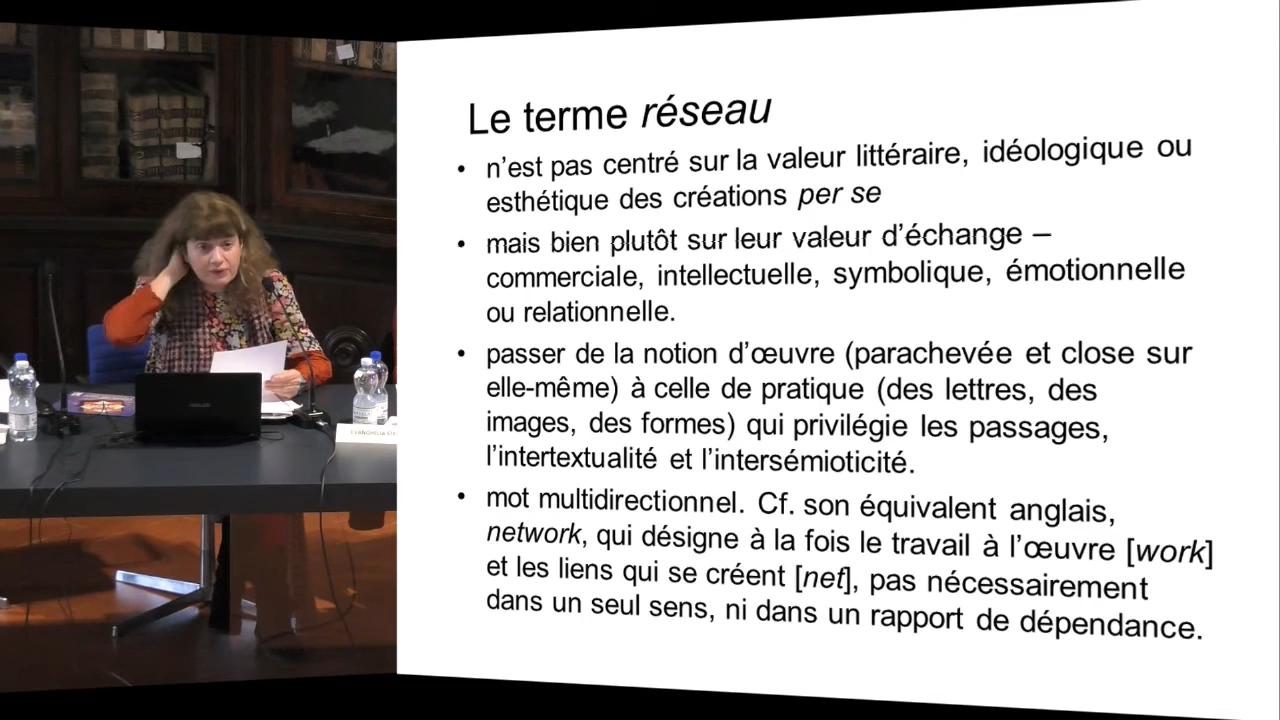 Le terme réseau
• n’est pas centré sur la valeur littéraire, idéologique ou
esthétique des créations per se
• mais bien plutôt sur leur valeur d’échange –
commerciale, intellectuelle, symbolique, émotionnelle
ou relationnelle.
• passer de la notion d’œuvre (parachevée et close sur
elle-même) à celle de pratique (des lettres, des
images, des formes) qui privilégie les passages,
l’intertextualité et l’intersémioticité.
• mot multidirectionnel. Cf. son équivalent anglais,
network, qui désigne à la fois le travail à l’œuvre [work]
et les liens qui se créent [net], pas nécessairement
dans un seul sens, ni dans un rapport de dépendance.
EVANGHELIA